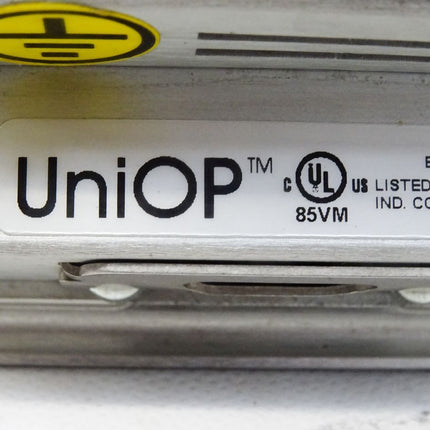 UniOP™
C UL US LISTED
85VM IND. CO